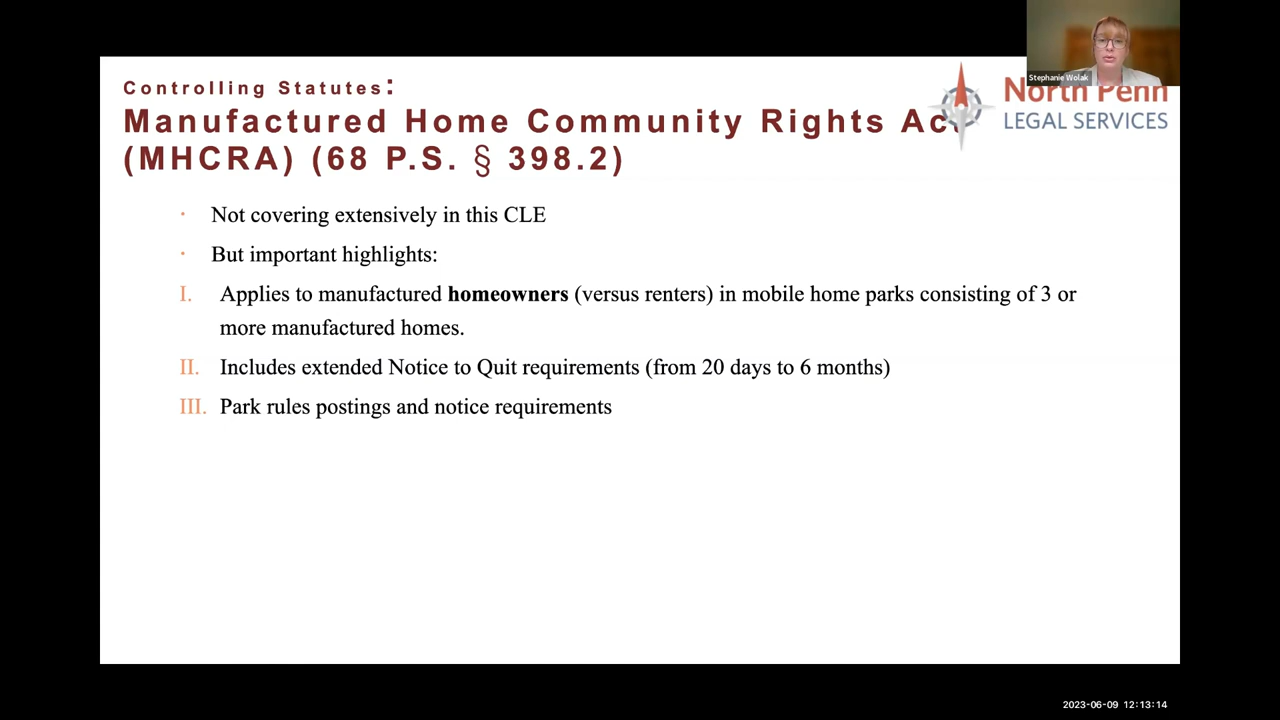 Stephanie Wolak
Controlling Statutes:
North Penn
LEGAL SERVICES
Manufactured Home Community Rights Act
(MHCRA) (68 P.S. § 398.2)
· Not covering extensively in this CLE
· But important highlights:
I. Applies to manufactured homeowners (versus renters) in mobile home parks consisting of 3 or
more manufactured homes.
II. Includes extended Notice to Quit requirements (from 20 days to 6 months)
III. Park rules postings and notice requirements
2023-06-09 12:13:14